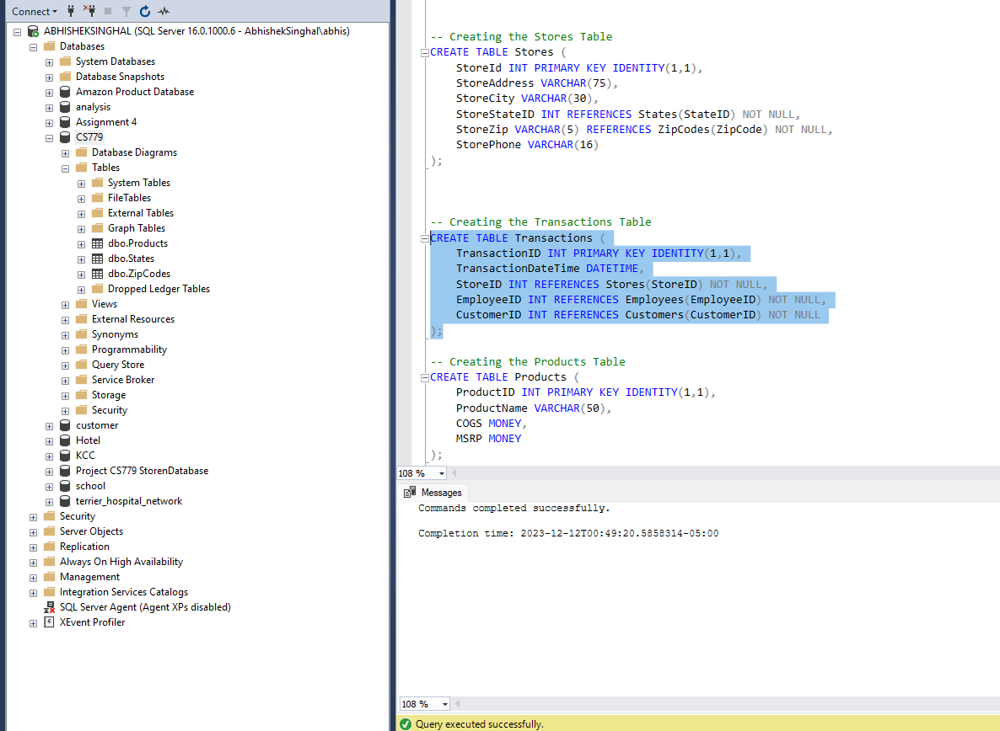 Connect
ABHISHEKSINGHAL (SQL Server 16.0.1000.6 - AbhishekSinghal\abhis)
Databases
System Databases
Database Snapshots
Amazon Product Database
analysis
Assignment 4
CS779
Database Diagrams
Tables
System Tables
FileTables
External Tables
Graph Tables
dbo.Products
dbo.States
dbo.ZipCodes
Dropped Ledger Tables
Views
External Resources
Synonyms
Programmability
Query Store
Service Broker
Storage
Security
customer
Hotel
KCC
Project CS779 StorenDatabase
school
terrier_hospital_network
Security
Server Objects
Replication
Always On High Availability
Management
Integration Services Catalogs
SQL Server Agent (Agent XPs disabled)
XEvent Profiler
-- Creating the Stores Table
CREATE TABLE Stores (
StoreId INT PRIMARY KEY IDENTITY(1,1),
StoreAddress VARCHAR(75),
StoreCity VARCHAR(30),
StoreStateID INT REFERENCES States(StateID) NOT NULL,
StoreZip VARCHAR(5) REFERENCES ZipCodes(ZipCode) NOT NULL,
StorePhone VARCHAR(16)
);
-- Creating the Transactions Table
CREATE TABLE Transactions (
TransactionID INT PRIMARY KEY IDENTITY(1,1),
TransactionDateTime DATETIME,
StoreID INT REFERENCES Stores(StoreID) NOT NULL,
EmployeeID INT REFERENCES Employees(EmployeeID) NOT NULL,
CustomerID INT REFERENCES Customers(CustomerID) NOT NULL
);
-- Creating the Products Table
CREATE TABLE Products (
ProductID INT PRIMARY KEY IDENTITY(1,1),
ProductName VARCHAR(50),
COGS MONEY,
MSRP MONEY
);
108 %
Messages
Commands completed successfully.
Completion time: 2023-12-12T00:49:20.5858314-05:00
108 %
Query executed successfully.